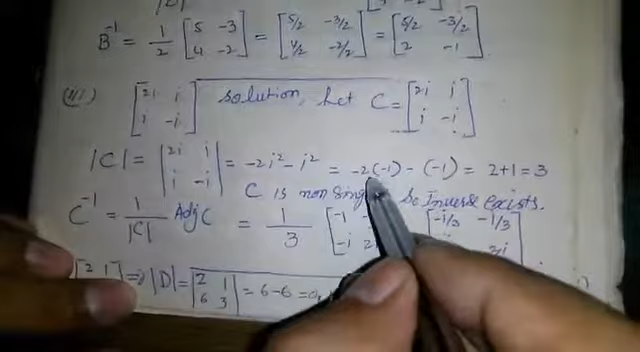 B⁻¹ = 1/2 [5 -3; 4 -2] = [5/2 -3/2; 4/2 -2/2] = [5/2 -3/2; 2 -1].
(iii) [2i i; i -i] Solution, Let C = [2i i; i -i]
|C| = |2i i; i -i| = -2i² - i² = -2(-1) - (-1) = 2+1 = 3
C is non sing So inverse exists.
C⁻¹ = 1/|C| Adj C = 1/3
[2 1 ⇒ |D| = |2 1; 6 3| = 6-6 = 0,